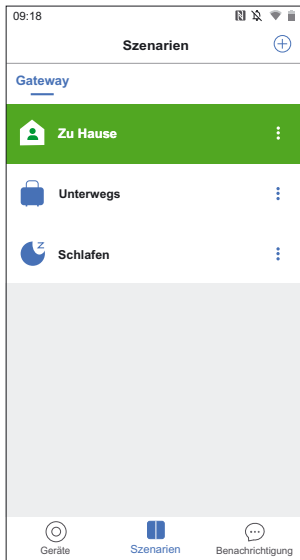 09:18
Szenarien
Gateway
Zu Hause
Unterwegs
Z
Schlafen
Geräte
Szenarien
Benachrichtigung